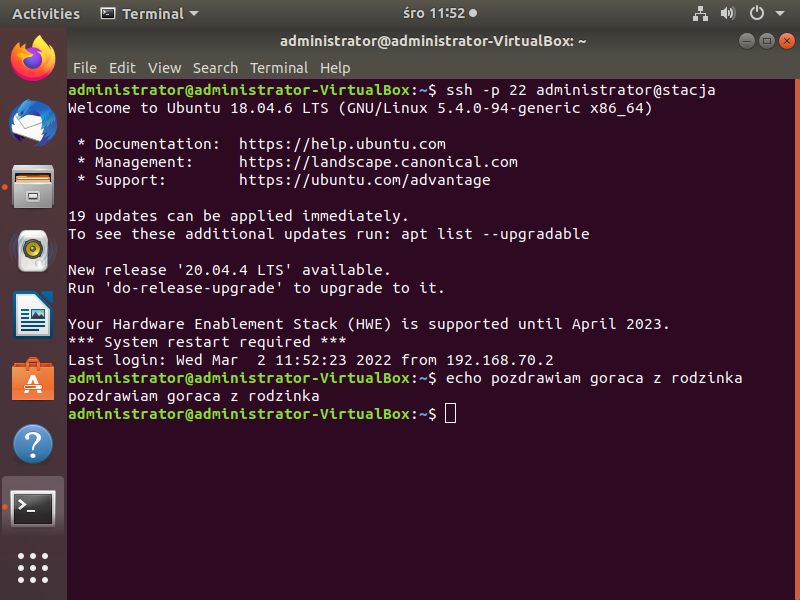 Activities Terminal śro 11:52
administrator@administrator-VirtualBox: ~
File Edit View Search Terminal Help
administrator@administrator-VirtualBox:~$ ssh -p 22 administrator@stacja
Welcome to Ubuntu 18.04.6 LTS (GNU/Linux 5.4.0-94-generic x86_64)
* Documentation:  https://help.ubuntu.com
* Management:     https://landscape.canonical.com
* Support:        https://ubuntu.com/advantage
19 updates can be applied immediately.
To see these additional updates run: apt list --upgradable
New release '20.04.4 LTS' available.
Run 'do-release-upgrade' to upgrade to it.
Your Hardware Enablement Stack (HWE) is supported until April 2023.
*** System restart required ***
Last login: Wed Mar  2 11:52:23 2022 from 192.168.70.2
administrator@administrator-VirtualBox:~$ echo pozdrawiam goraca z rodzinka
pozdrawiam goraca z rodzinka
administrator@administrator-VirtualBox:~$